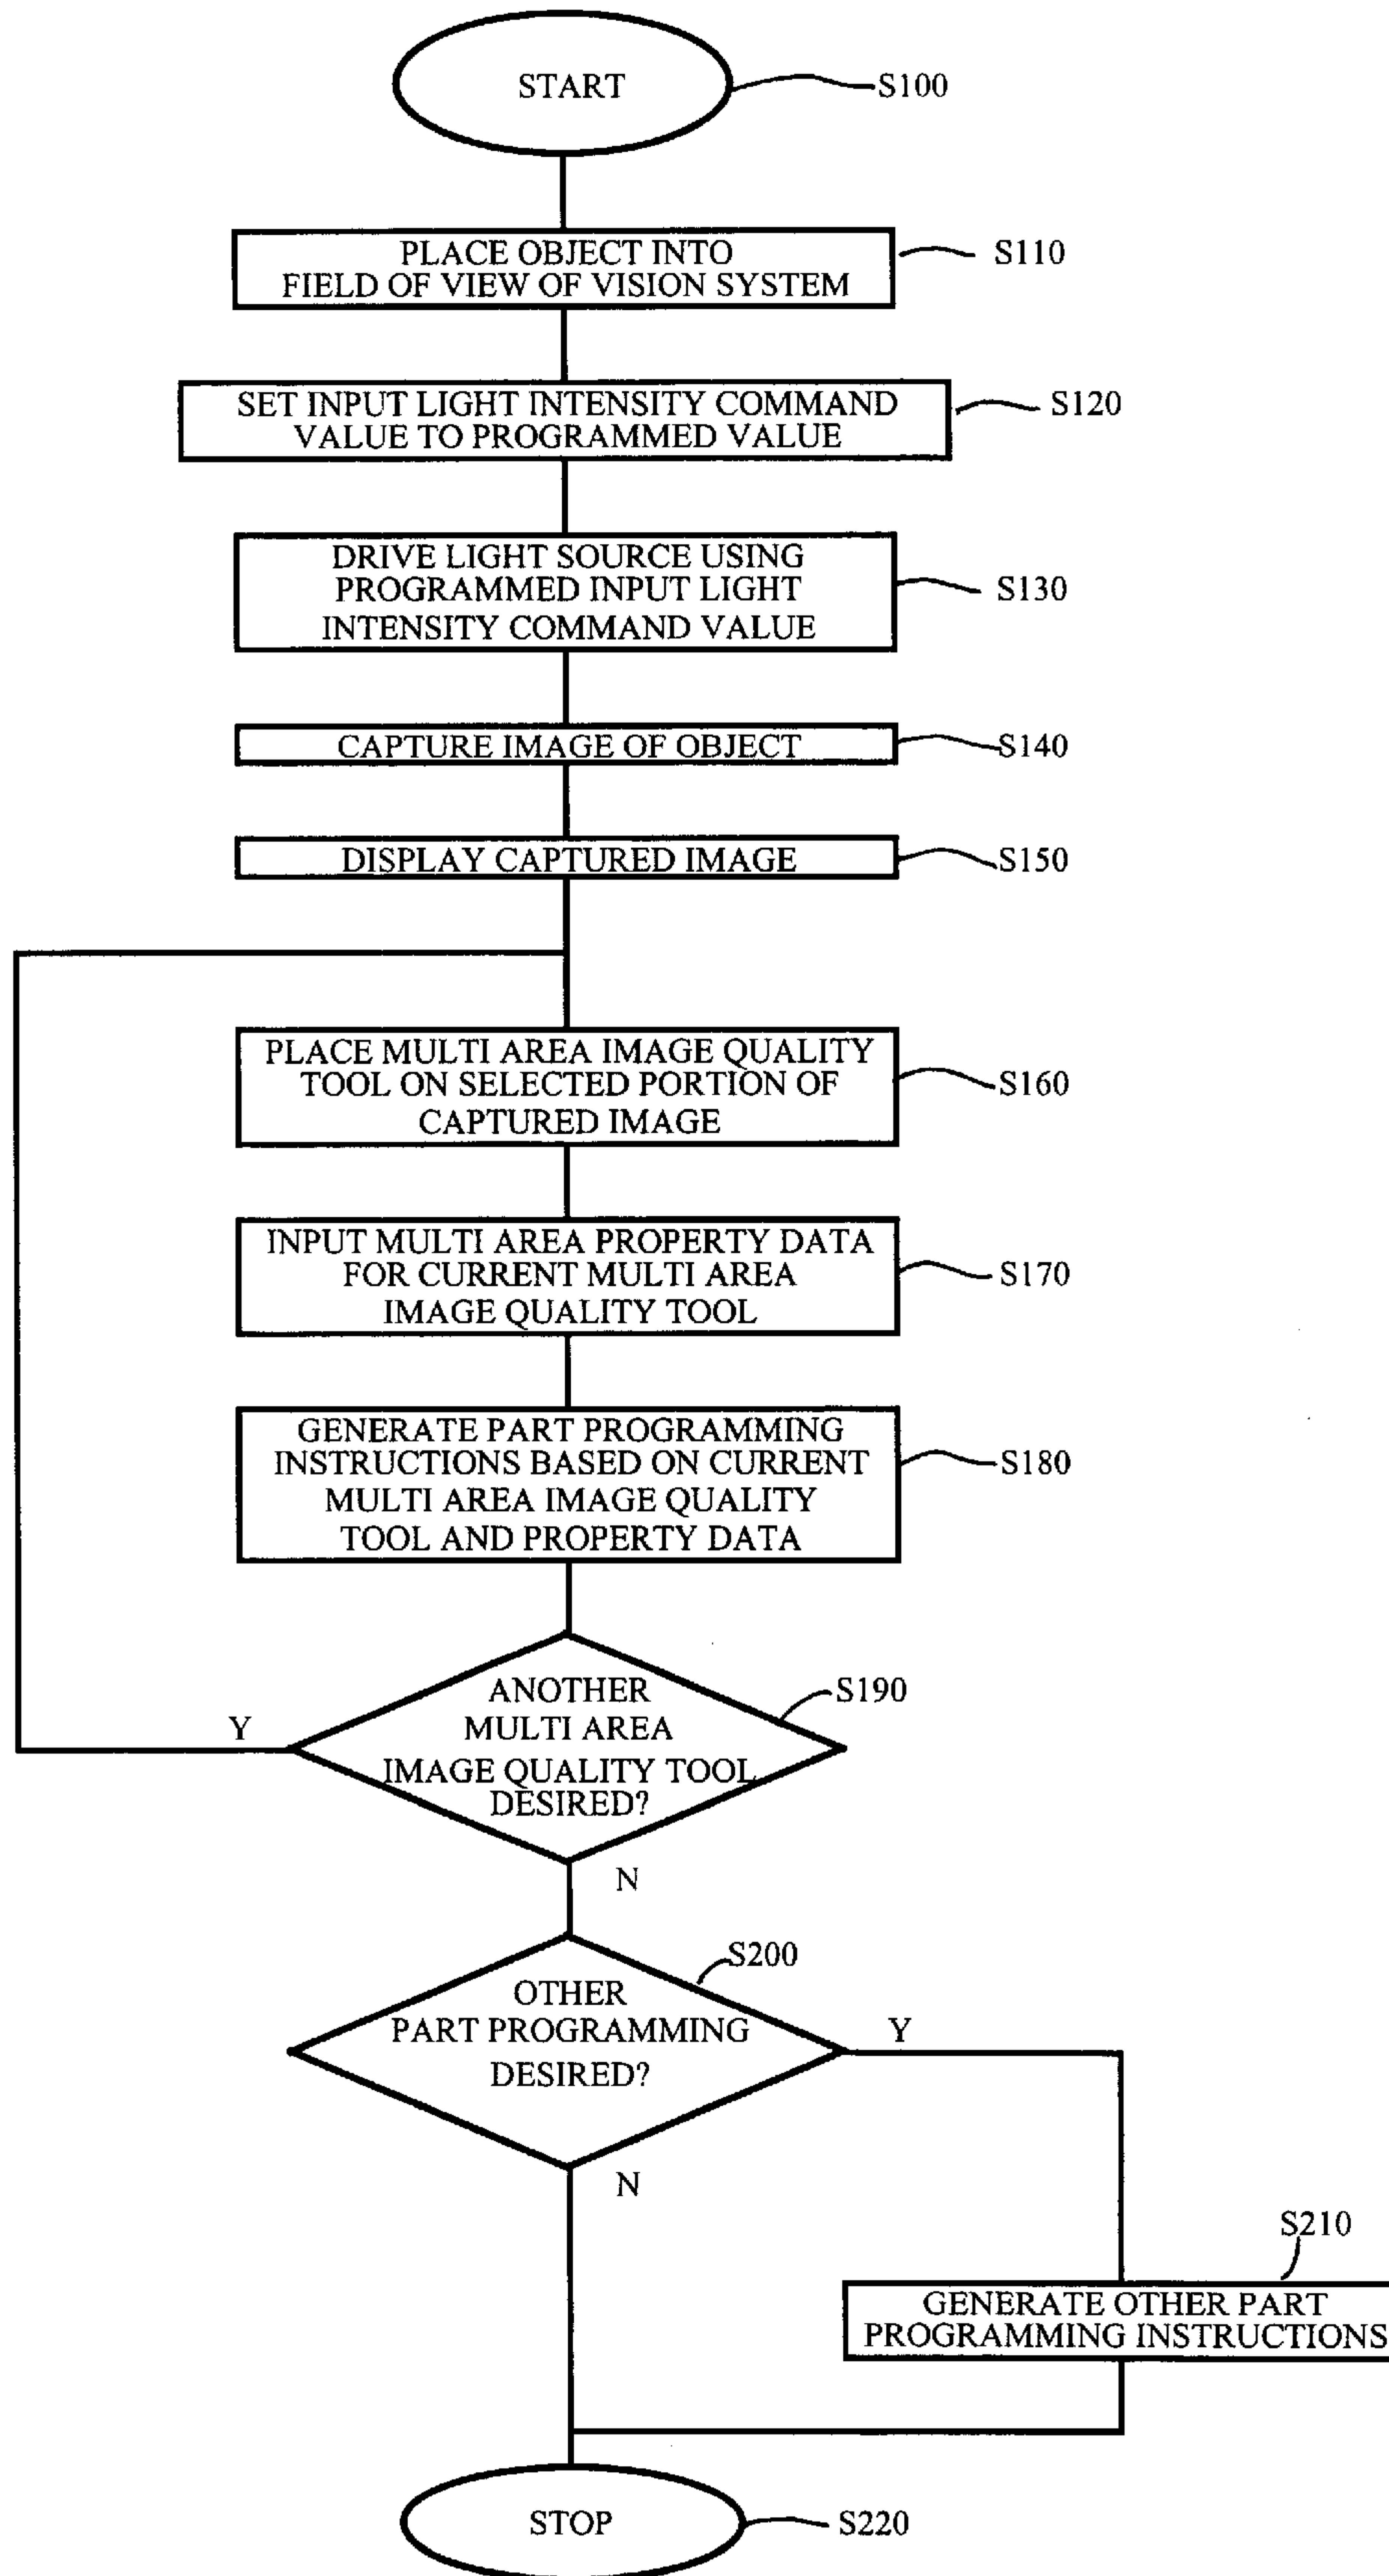 START
S100
PLACE OBJECT INTO
FIELD OF VIEW OF VISION SYSTEM
S110
SET INPUT LIGHT INTENSITY COMMAND
VALUE TO PROGRAMMED VALUE
S120
DRIVE LIGHT SOURCE USING
PROGRAMMED INPUT LIGHT
INTENSITY COMMAND VALUE
S130
CAPTURE IMAGE OF OBJECT
S140
DISPLAY CAPTURED IMAGE
S150
PLACE MULTI AREA IMAGE QUALITY
TOOL ON SELECTED PORTION OF
CAPTURED IMAGE
S160
INPUT MULTI AREA PROPERTY DATA
FOR CURRENT MULTI AREA
IMAGE QUALITY TOOL
S170
GENERATE PART PROGRAMMING
INSTRUCTIONS BASED ON CURRENT
MULTI AREA IMAGE QUALITY
TOOL AND PROPERTY DATA
S180
ANOTHER
MULTI AREA
IMAGE QUALITY TOOL
DESIRED?
S190
Y
N
OTHER
PART PROGRAMMING
DESIRED?
S200
Y
N
S210
GENERATE OTHER PART
PROGRAMMING INSTRUCTIONS
STOP
S220